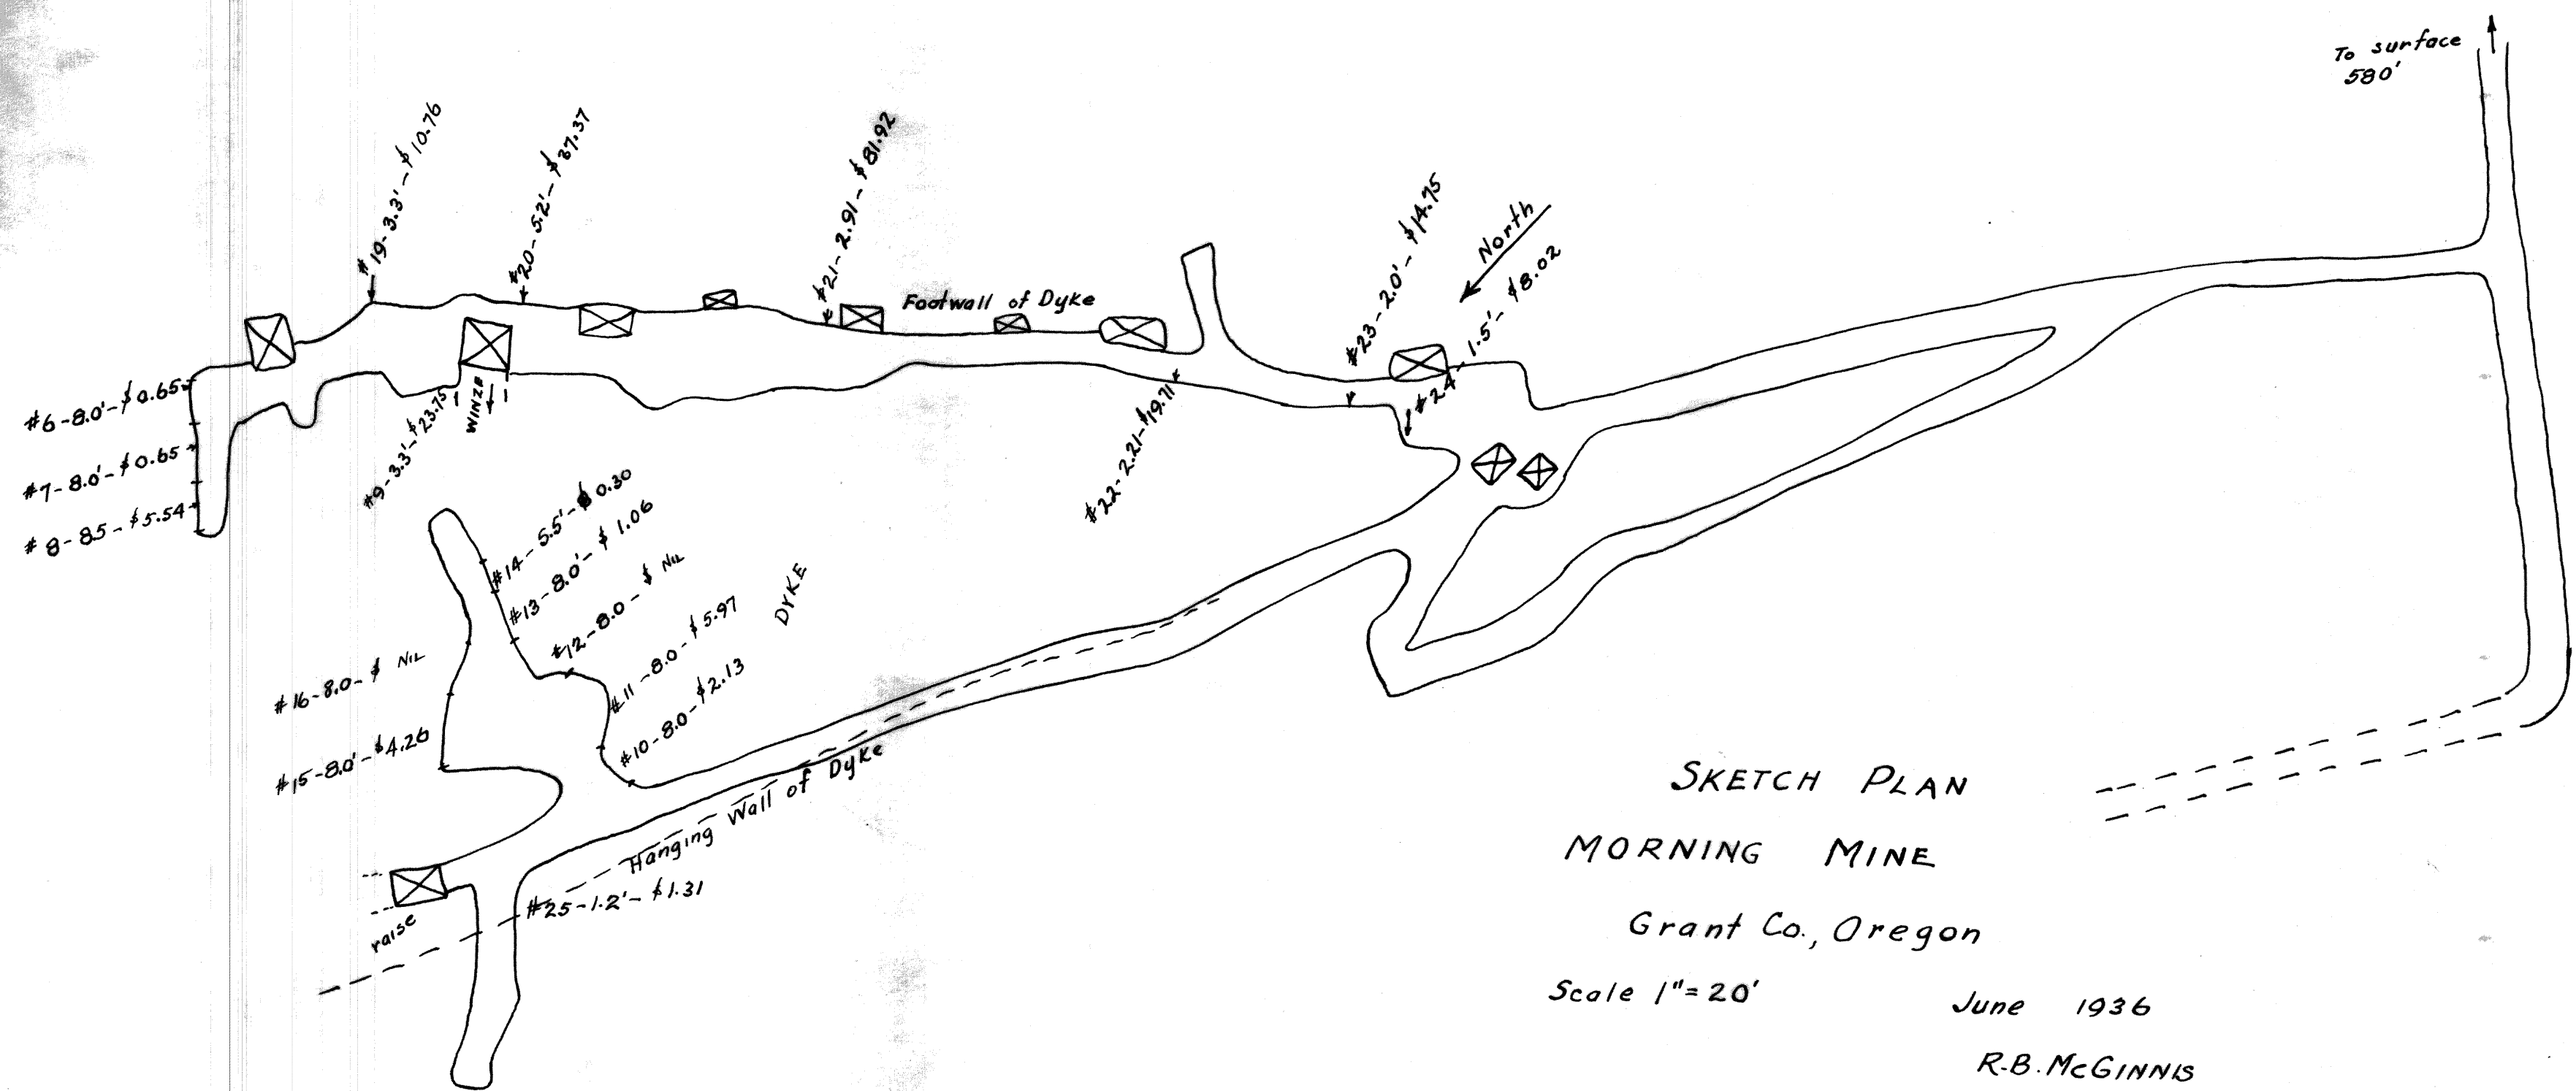 To surface
580'
#19-3.3'-$10.76
#20-5.2'-$37.37
#21-2.91-$81.92
Footwall of Dyke
#23-2.0'-$14.75
North
#24-1.5'-$8.02
#6-8.0'-$0.65
#7-8.0'-$0.65
#8-85-$5.54
#9-3.3'-$23.75
WINZE
#22-2.21-$19.71
#14-5.5'-$0.30
#13-8.0'-$1.06
#12-8.0-$ NIL
#11-8.0-$5.97
#10-8.0-$2.13
DYKE
#16-8.0-$ NIL
#15-8.0'-$4.26
Hanging Wall of Dyke
#25-1.2'-$1.31
raise
SKETCH PLAN
MORNING MINE
Grant Co., Oregon
Scale 1"=20'
June 1936
R.B. McGINNIS